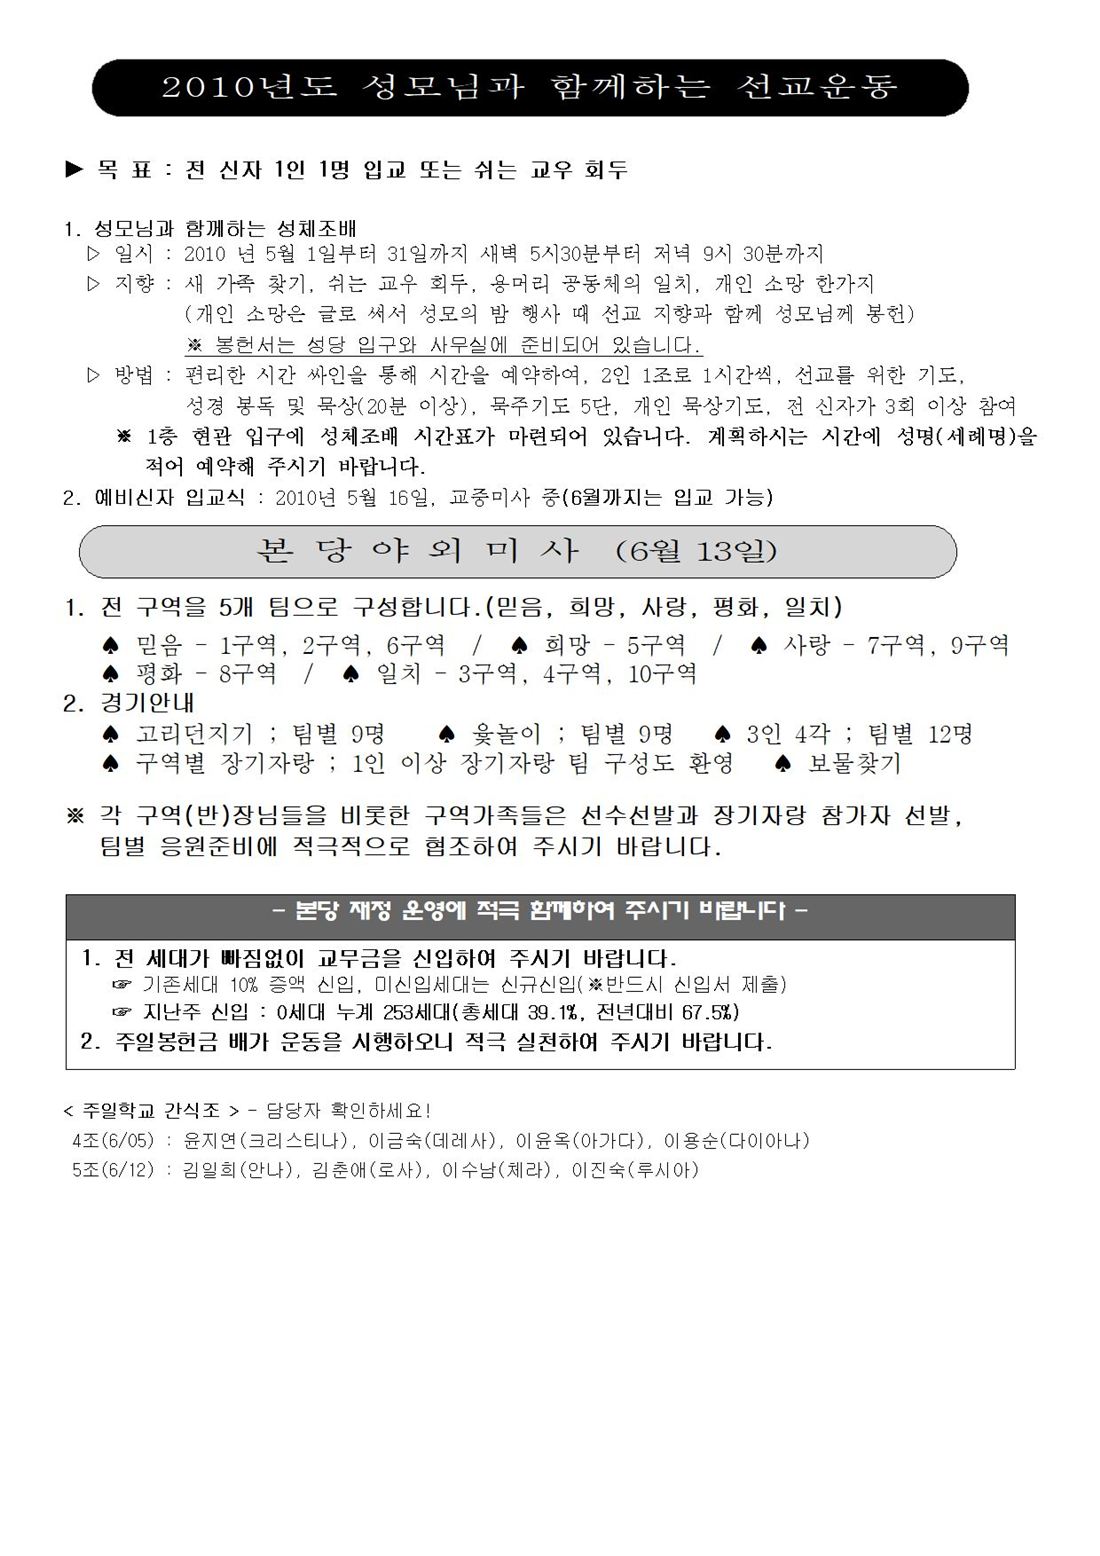 2010년도 성모님과 함께하는 선교운동
▶ 목 표 : 전 신자 1인 1명 입교 또는 쉬는 교우 회두
1. 성모님과 함께하는 성체조배
▷ 일시 : 2010 년 5월 1일부터 31일까지 새벽 5시30분부터 저녁 9시 30분까지
▷ 지향 : 새 가족 찾기, 쉬는 교우 회두, 용머리 공동체의 일치, 개인 소망 한가지
(개인 소망은 글로 써서 성모의 밤 행사 때 선교 지향과 함께 성모님께 봉헌)
※ 봉헌서는 성당 입구와 사무실에 준비되어 있습니다.
▷ 방법 : 편리한 시간 싸인을 통해 시간을 예약하여, 2인 1조로 1시간씩, 선교를 위한 기도,
성경 봉독 및 묵상(20분 이상), 묵주기도 5단, 개인 묵상기도, 전 신자가 3회 이상 참여
※ 1층 현관 입구에 성체조배 시간표가 마련되어 있습니다. 계획하시는 시간에 성명(세례명)을
적어 예약해 주시기 바랍니다.
2. 예비신자 입교식 : 2010년 5월 16일, 교중미사 중(6월까지는 입교 가능)
본 당 야 외 미 사 (6월 13일)
1. 전 구역을 5개 팀으로 구성합니다.(믿음, 희망, 사랑, 평화, 일치)
♠ 믿음 - 1구역, 2구역, 6구역 / ♠ 희망 - 5구역 / ♠ 사랑 - 7구역, 9구역
♠ 평화 - 8구역 / ♠ 일치 - 3구역, 4구역, 10구역
2. 경기안내
♠ 고리던지기 ; 팀별 9명 ♠ 윷놀이 ; 팀별 9명 ♠ 3인 4각 ; 팀별 12명
♠ 구역별 장기자랑 ; 1인 이상 장기자랑 팀 구성도 환영 ♠ 보물찾기
※ 각 구역(반)장님들을 비롯한 구역가족들은 선수선발과 장기자랑 참가자 선발,
팀별 응원준비에 적극적으로 협조하여 주시기 바랍니다.
- 본당 재정 운영에 적극 함께하여 주시기 바랍니다 -
1. 전 세대가 빠짐없이 교무금을 신입하여 주시기 바랍니다.
☞ 기존세대 10% 증액 신입, 미신입세대는 신규신입(※반드시 신입서 제출)
☞ 지난주 신입 : 0세대 누계 253세대(총세대 39.1%, 전년대비 67.5%)
2. 주일봉헌금 배가 운동을 시행하오니 적극 실천하여 주시기 바랍니다.
< 주일학교 간식조 > - 담당자 확인하세요!
4조(6/05) : 윤지연(크리스티나), 이금숙(데레사), 이윤옥(아가다), 이용순(다이아나)
5조(6/12) : 김일희(안나), 김춘애(로사), 이수남(체라), 이진숙(루시아)